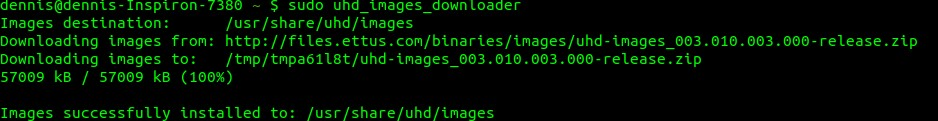 dennis@dennis-Inspiron-7380 ~ $ sudo uhd_images_downloader
Images destination:      /usr/share/uhd/images
Downloading images from: http://files.ettus.com/binaries/images/uhd-images_003.010.003.000-release.zip
Downloading images to:   /tmp/tmpa61l8t/uhd-images_003.010.003.000-release.zip
57009 kB / 57009 kB (100%)

Images successfully installed to: /usr/share/uhd/images